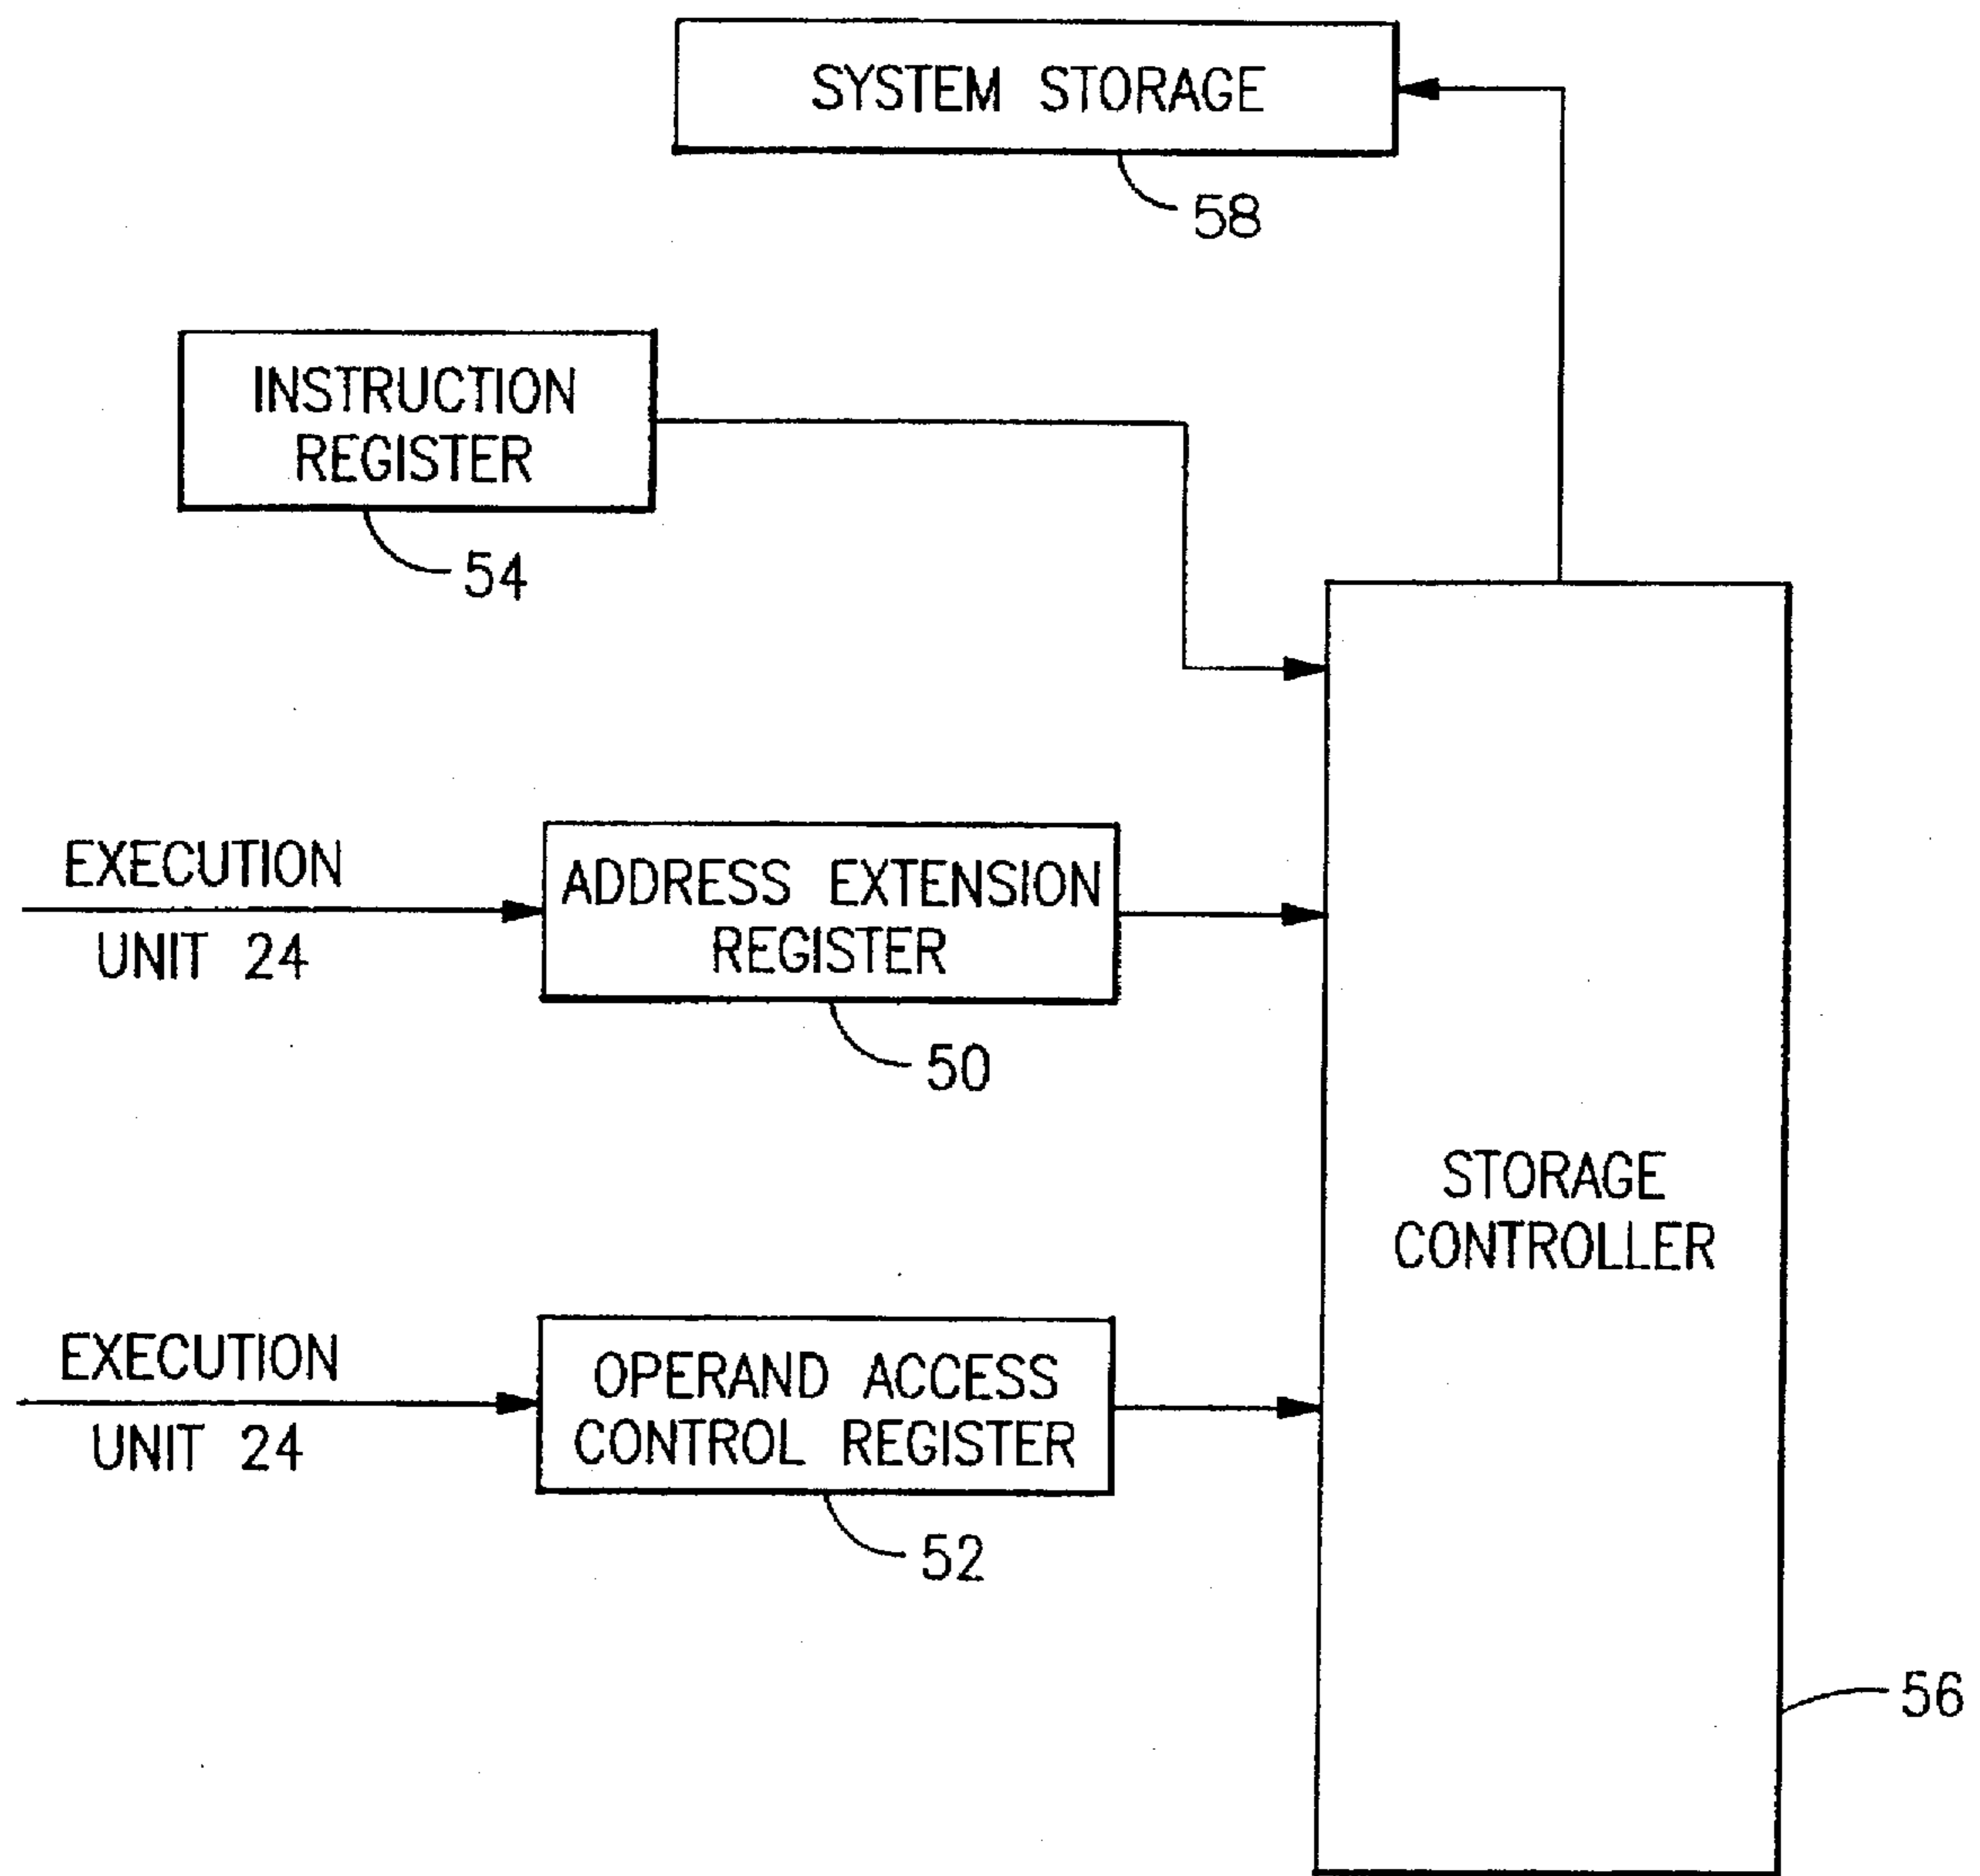 SYSTEM STORAGE
58
INSTRUCTION
REGISTER
54
EXECUTION
UNIT 24
ADDRESS EXTENSION
REGISTER
50
STORAGE
CONTROLLER
EXECUTION
UNIT 24
OPERAND ACCESS
CONTROL REGISTER
52
56